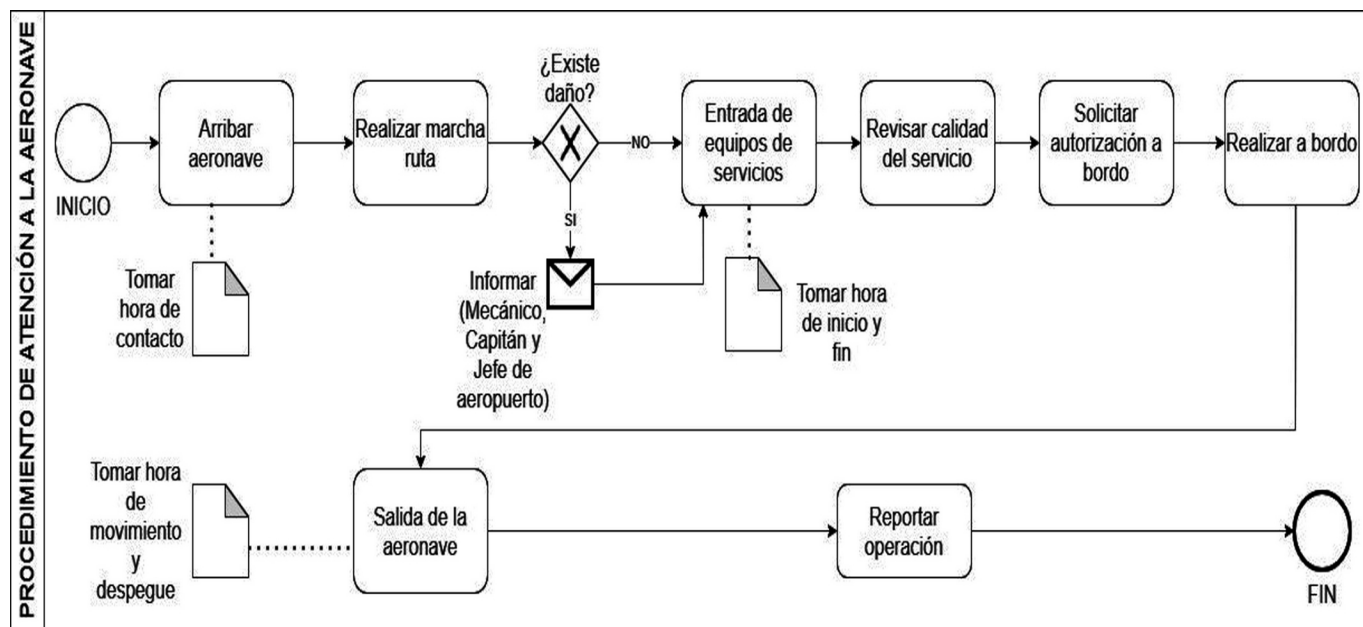 PROCEDIMIENTO DE ATENCIÓN A LA AERONAVE
INICIO
Arribar
aeronave
Tomar
hora de
contacto
Realizar marcha
ruta
¿Existe
daño?
NO
SI
Informar
(Mecánico,
Capitán y
Jefe de
aeropuerto)
Entrada de
equipos de
servicios
Tomar hora
de inicio y
fin
Revisar calidad
del servicio
Solicitar
autorización a
bordo
Realizar a bordo
Tomar hora
de
movimiento
y
despegue
Salida de la
aeronave
Reportar
operación
FIN